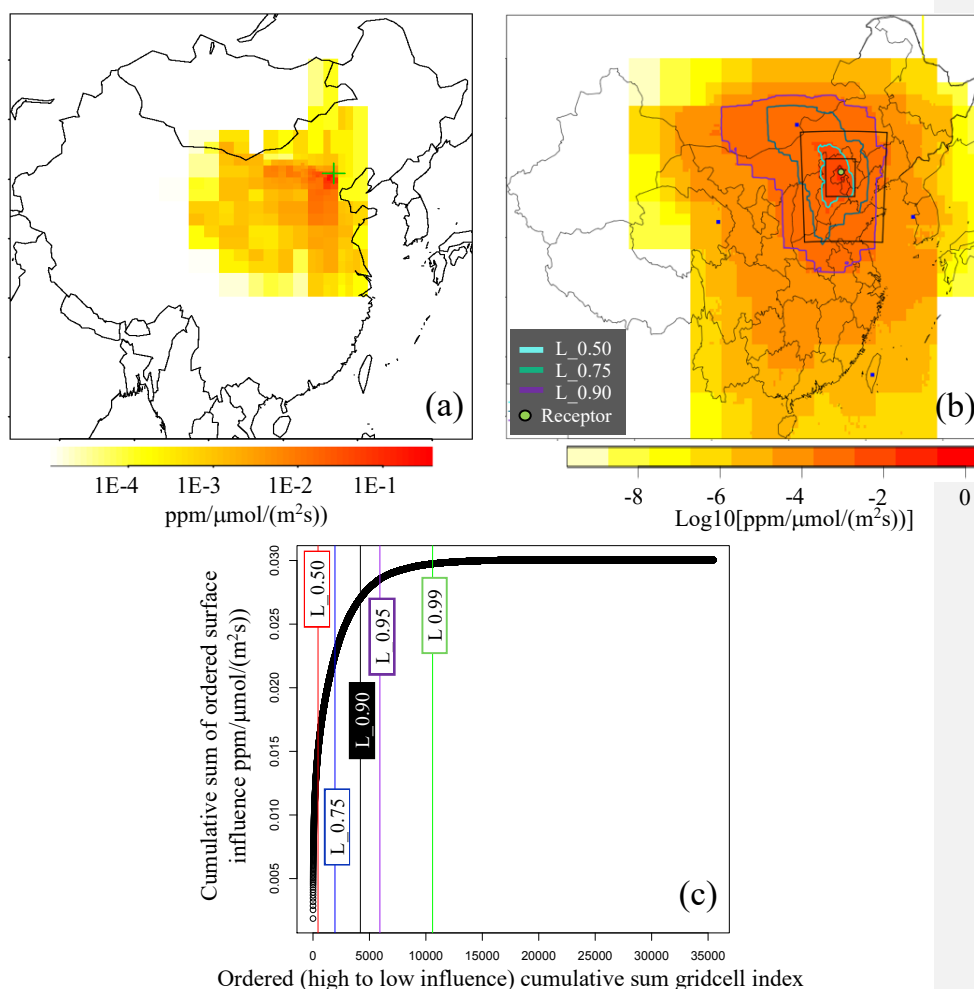 (a)
1E-4 1E-3 1E-2 1E-1
ppm/μmol/(m²s))
L_0.50
L_0.75
L_0.90
Receptor
(b)
-8 -6 -4 -2 0
Log10[ppm/μmol/(m²s))]
Cumulative sum of ordered surface
influence ppm/μmol/(m²s))
0.030
0.025
0.020
0.015
0.010
0.005
L_0.50
L_0.75
L_0.90
L_0.95
L 0.99
(c)
0 5000 10000 15000 20000 25000 30000 35000
Ordered (high to low influence) cumulative sum gridcell index